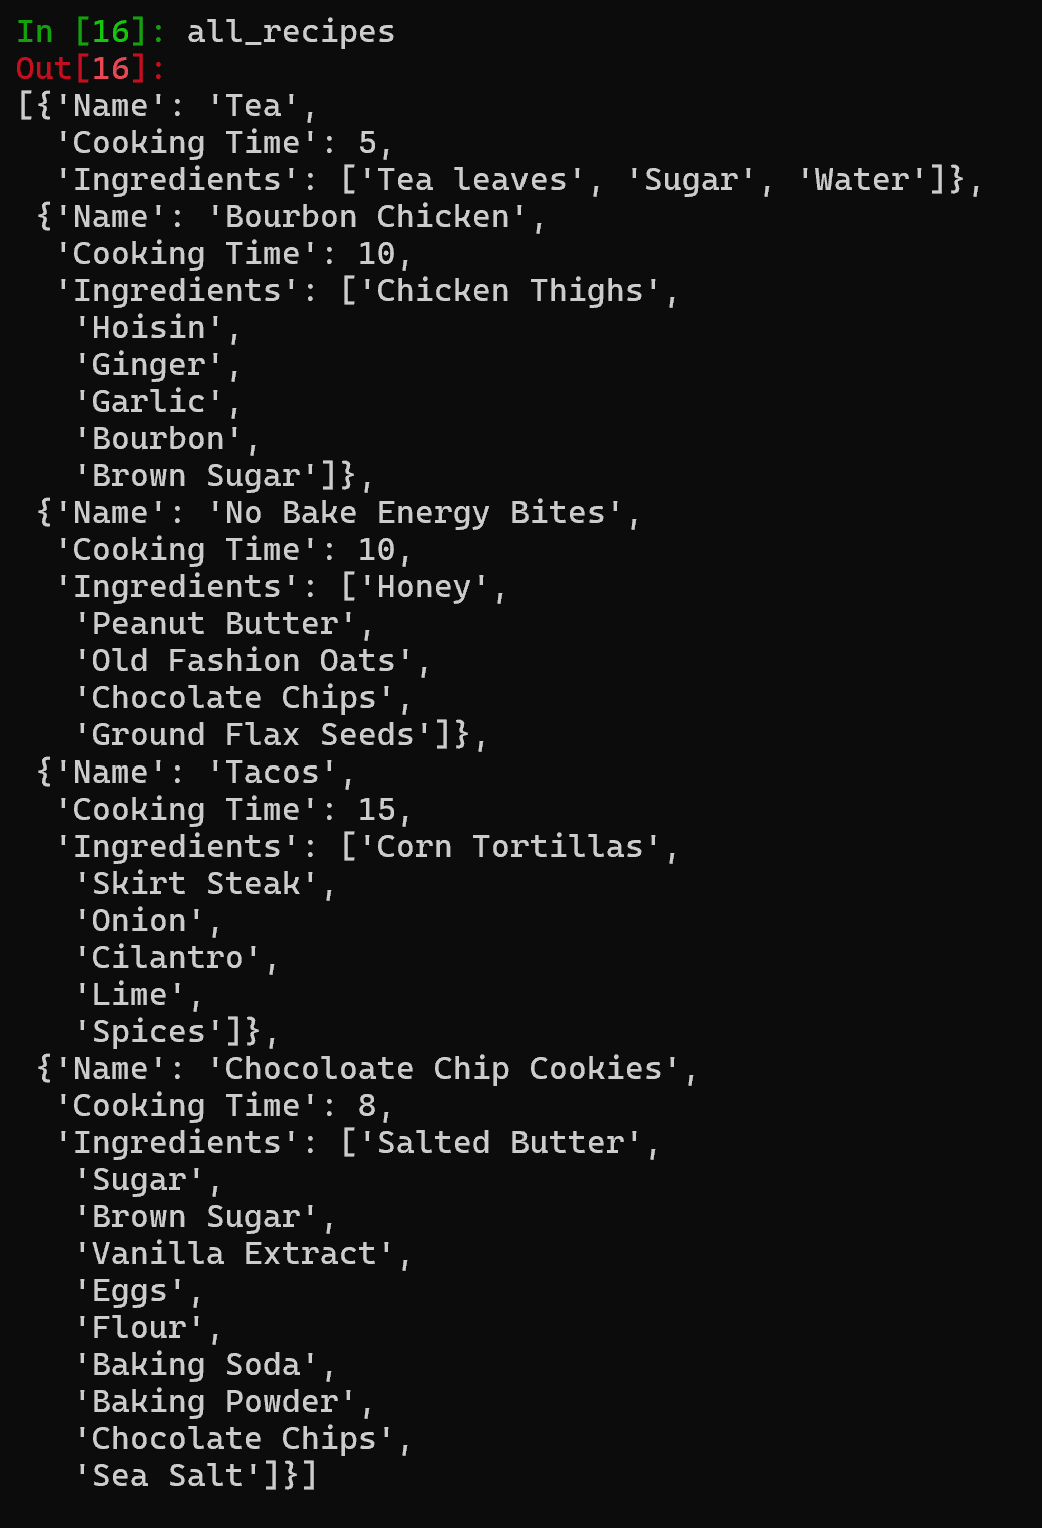 In [16]: all_recipes
Out[16]:
[{'Name': 'Tea',
  'Cooking Time': 5,
  'Ingredients': ['Tea leaves', 'Sugar', 'Water']},
 {'Name': 'Bourbon Chicken',
  'Cooking Time': 10,
  'Ingredients': ['Chicken Thighs',
   'Hoisin',
   'Ginger',
   'Garlic',
   'Bourbon',
   'Brown Sugar']},
 {'Name': 'No Bake Energy Bites',
  'Cooking Time': 10,
  'Ingredients': ['Honey',
   'Peanut Butter',
   'Old Fashion Oats',
   'Chocolate Chips',
   'Ground Flax Seeds']},
 {'Name': 'Tacos',
  'Cooking Time': 15,
  'Ingredients': ['Corn Tortillas',
   'Skirt Steak',
   'Onion',
   'Cilantro',
   'Lime',
   'Spices']},
 {'Name': 'Chocoloate Chip Cookies',
  'Cooking Time': 8,
  'Ingredients': ['Salted Butter',
   'Sugar',
   'Brown Sugar',
   'Vanilla Extract',
   'Eggs',
   'Flour',
   'Baking Soda',
   'Baking Powder',
   'Chocolate Chips',
   'Sea Salt']}]